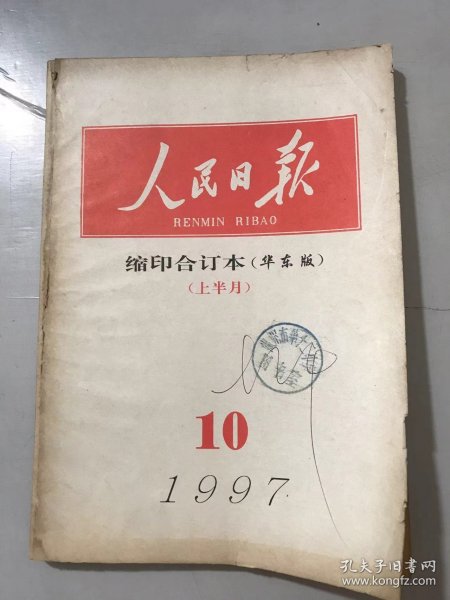 人民日报
RENMIN RIBAO
缩印合订本(华东版)
(上半月)
10
1997
孔夫子旧书网
www.kongfz.com